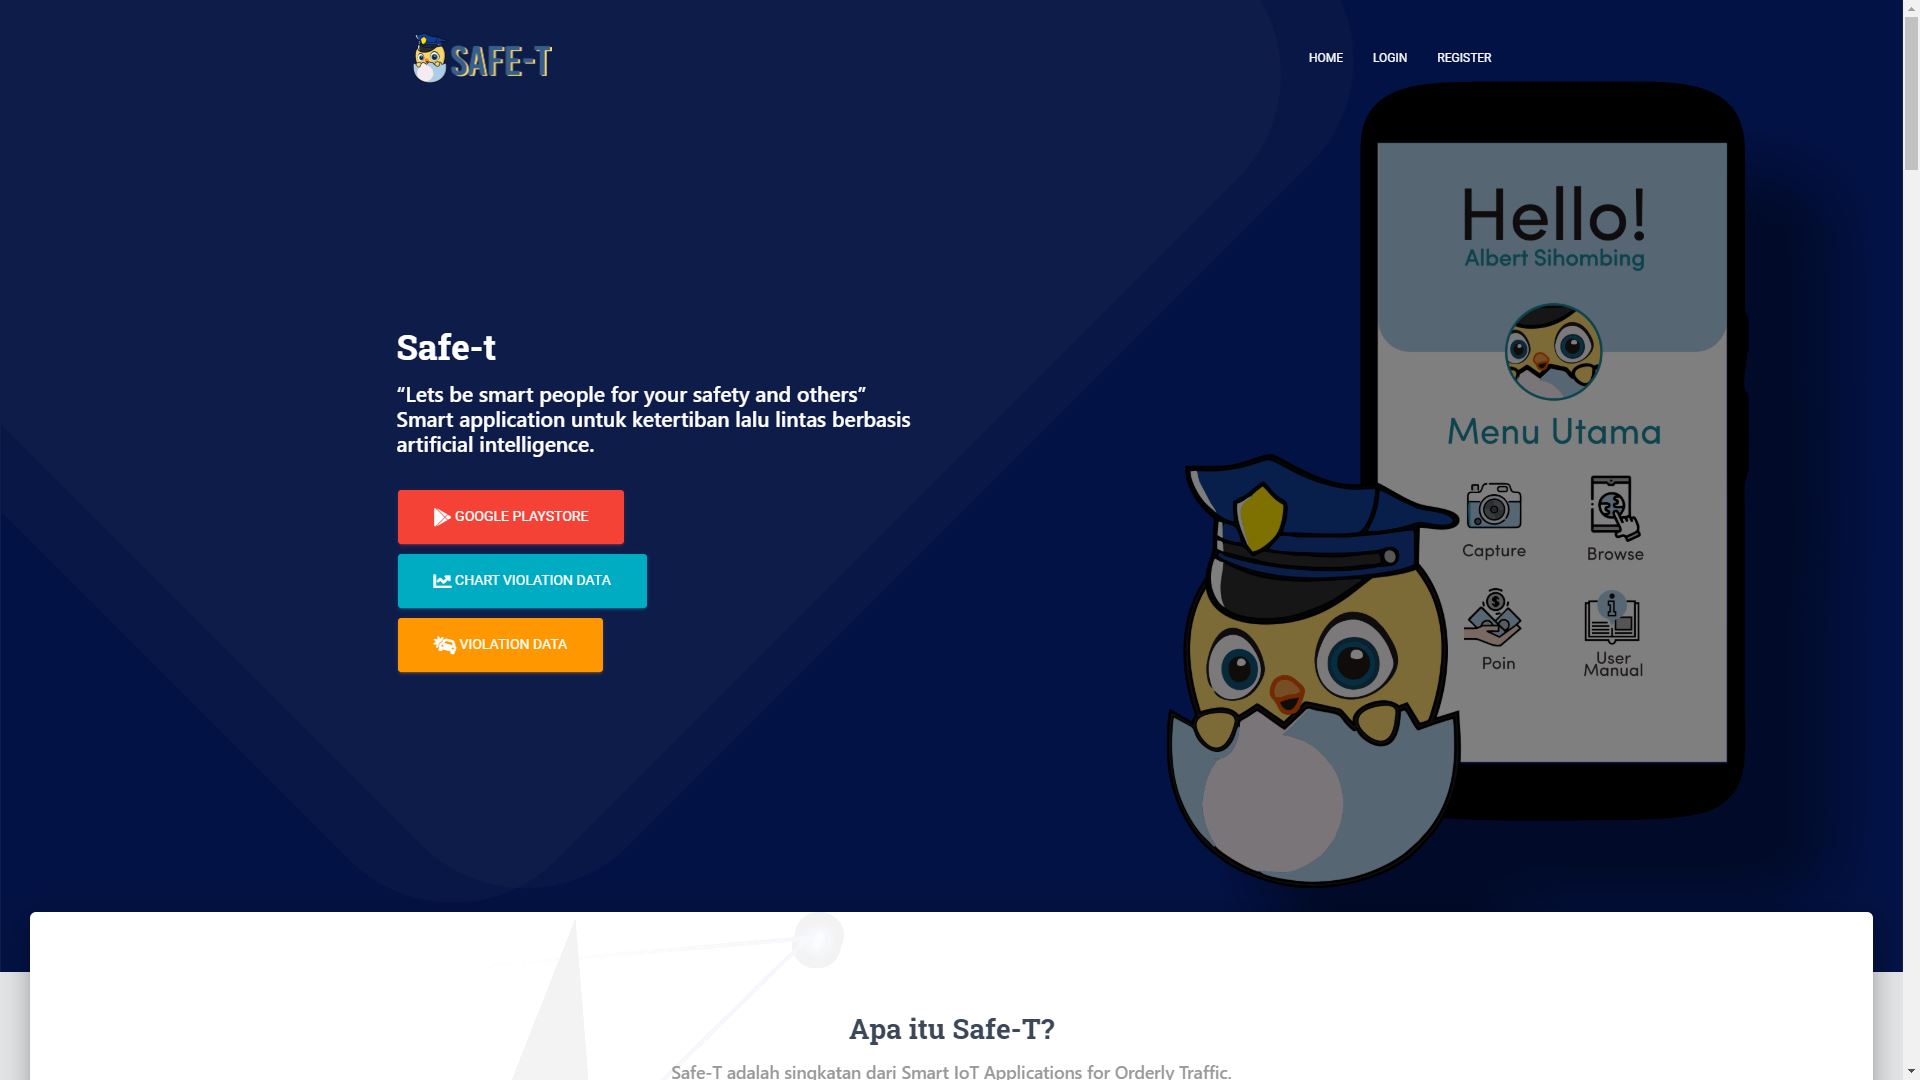 SAFE-T
HOME
LOGIN
REGISTER
Hello!
Albert Sihombing
Menu Utama
Capture
Browse
Poin
User
Manual
Safe-t
“Lets be smart people for your safety and others”
Smart application untuk ketertiban lalu lintas berbasis
artificial intelligence.
GOOGLE PLAYSTORE
CHART VIOLATION DATA
VIOLATION DATA
Apa itu Safe-T?
Safe-T adalah singkatan dari Smart IoT Applications for Orderly Traffic.